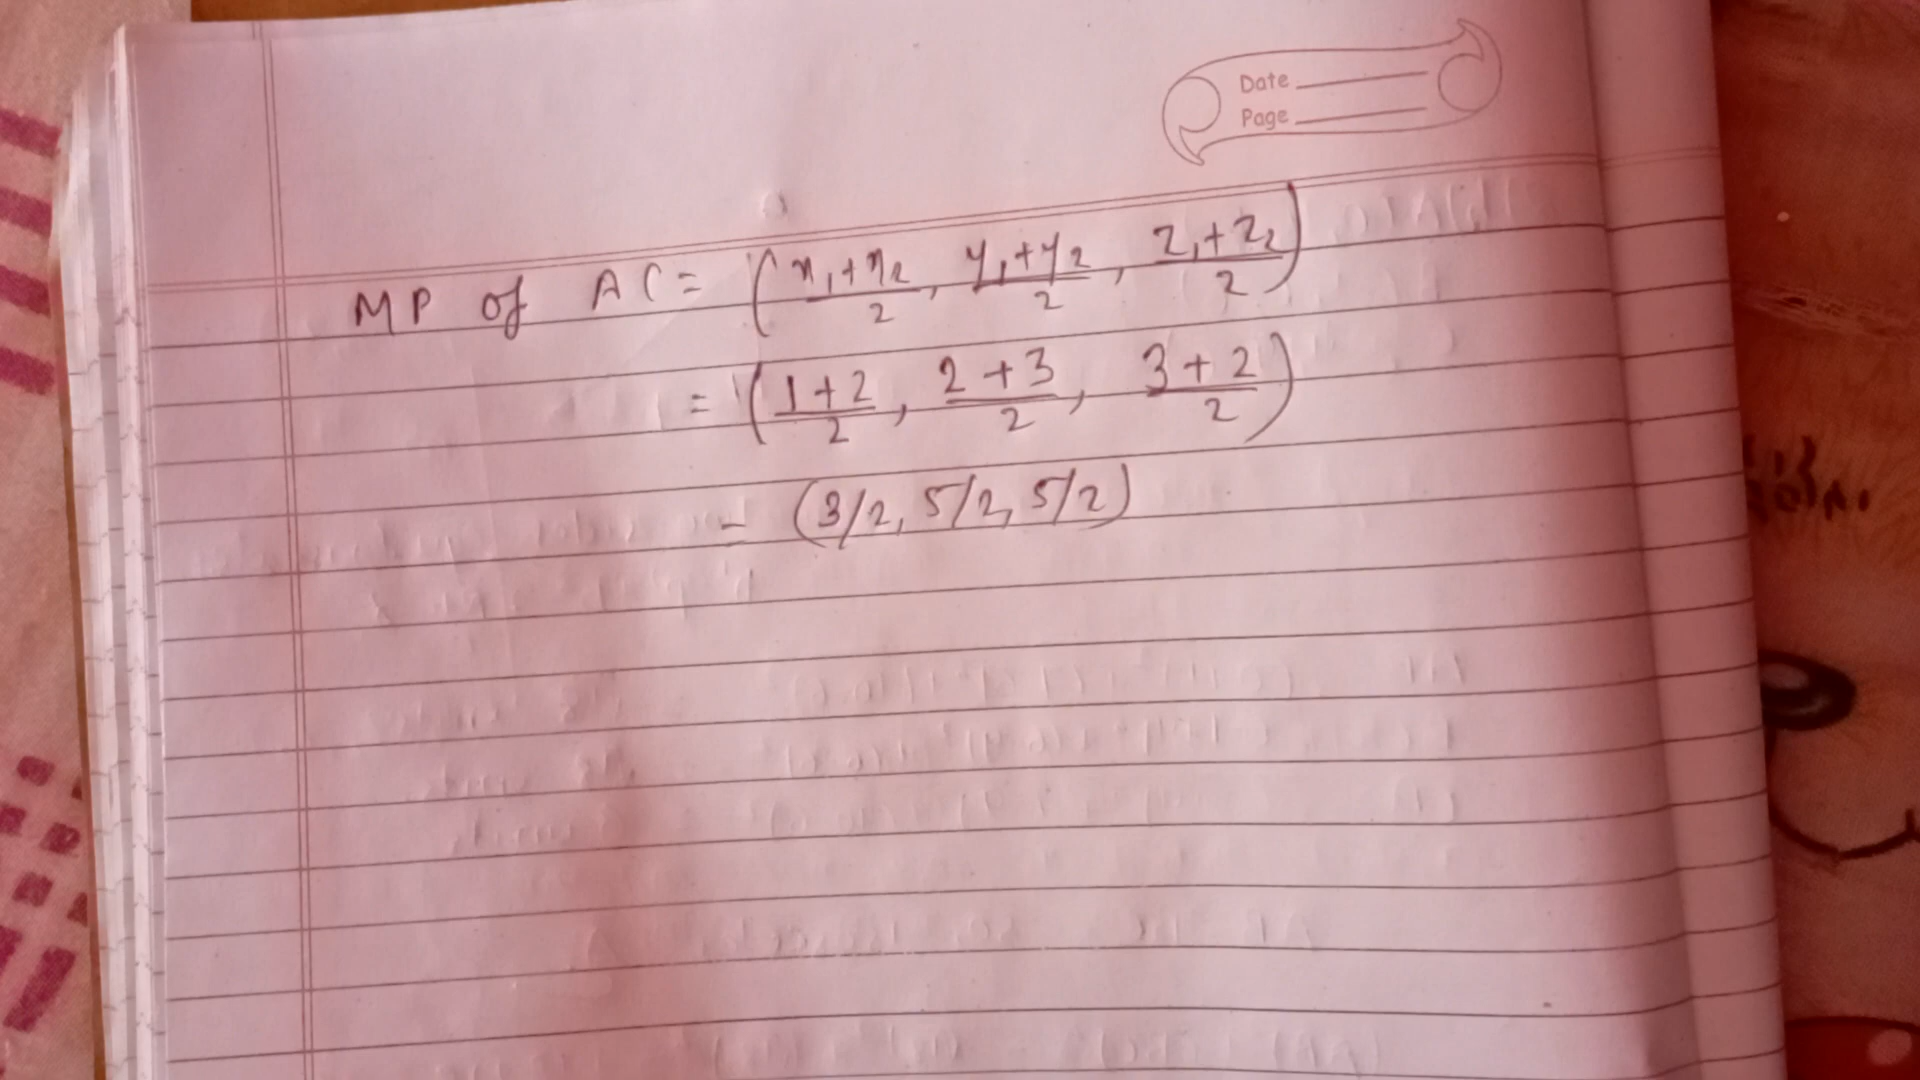 Date
Page
MP of AC = (x₁+x₂/2, y₁+y₂/2, z₁+z₂/2)
= (1+2/2, 2+3/2, 3+2/2)
= (3/2, 5/2, 5/2)